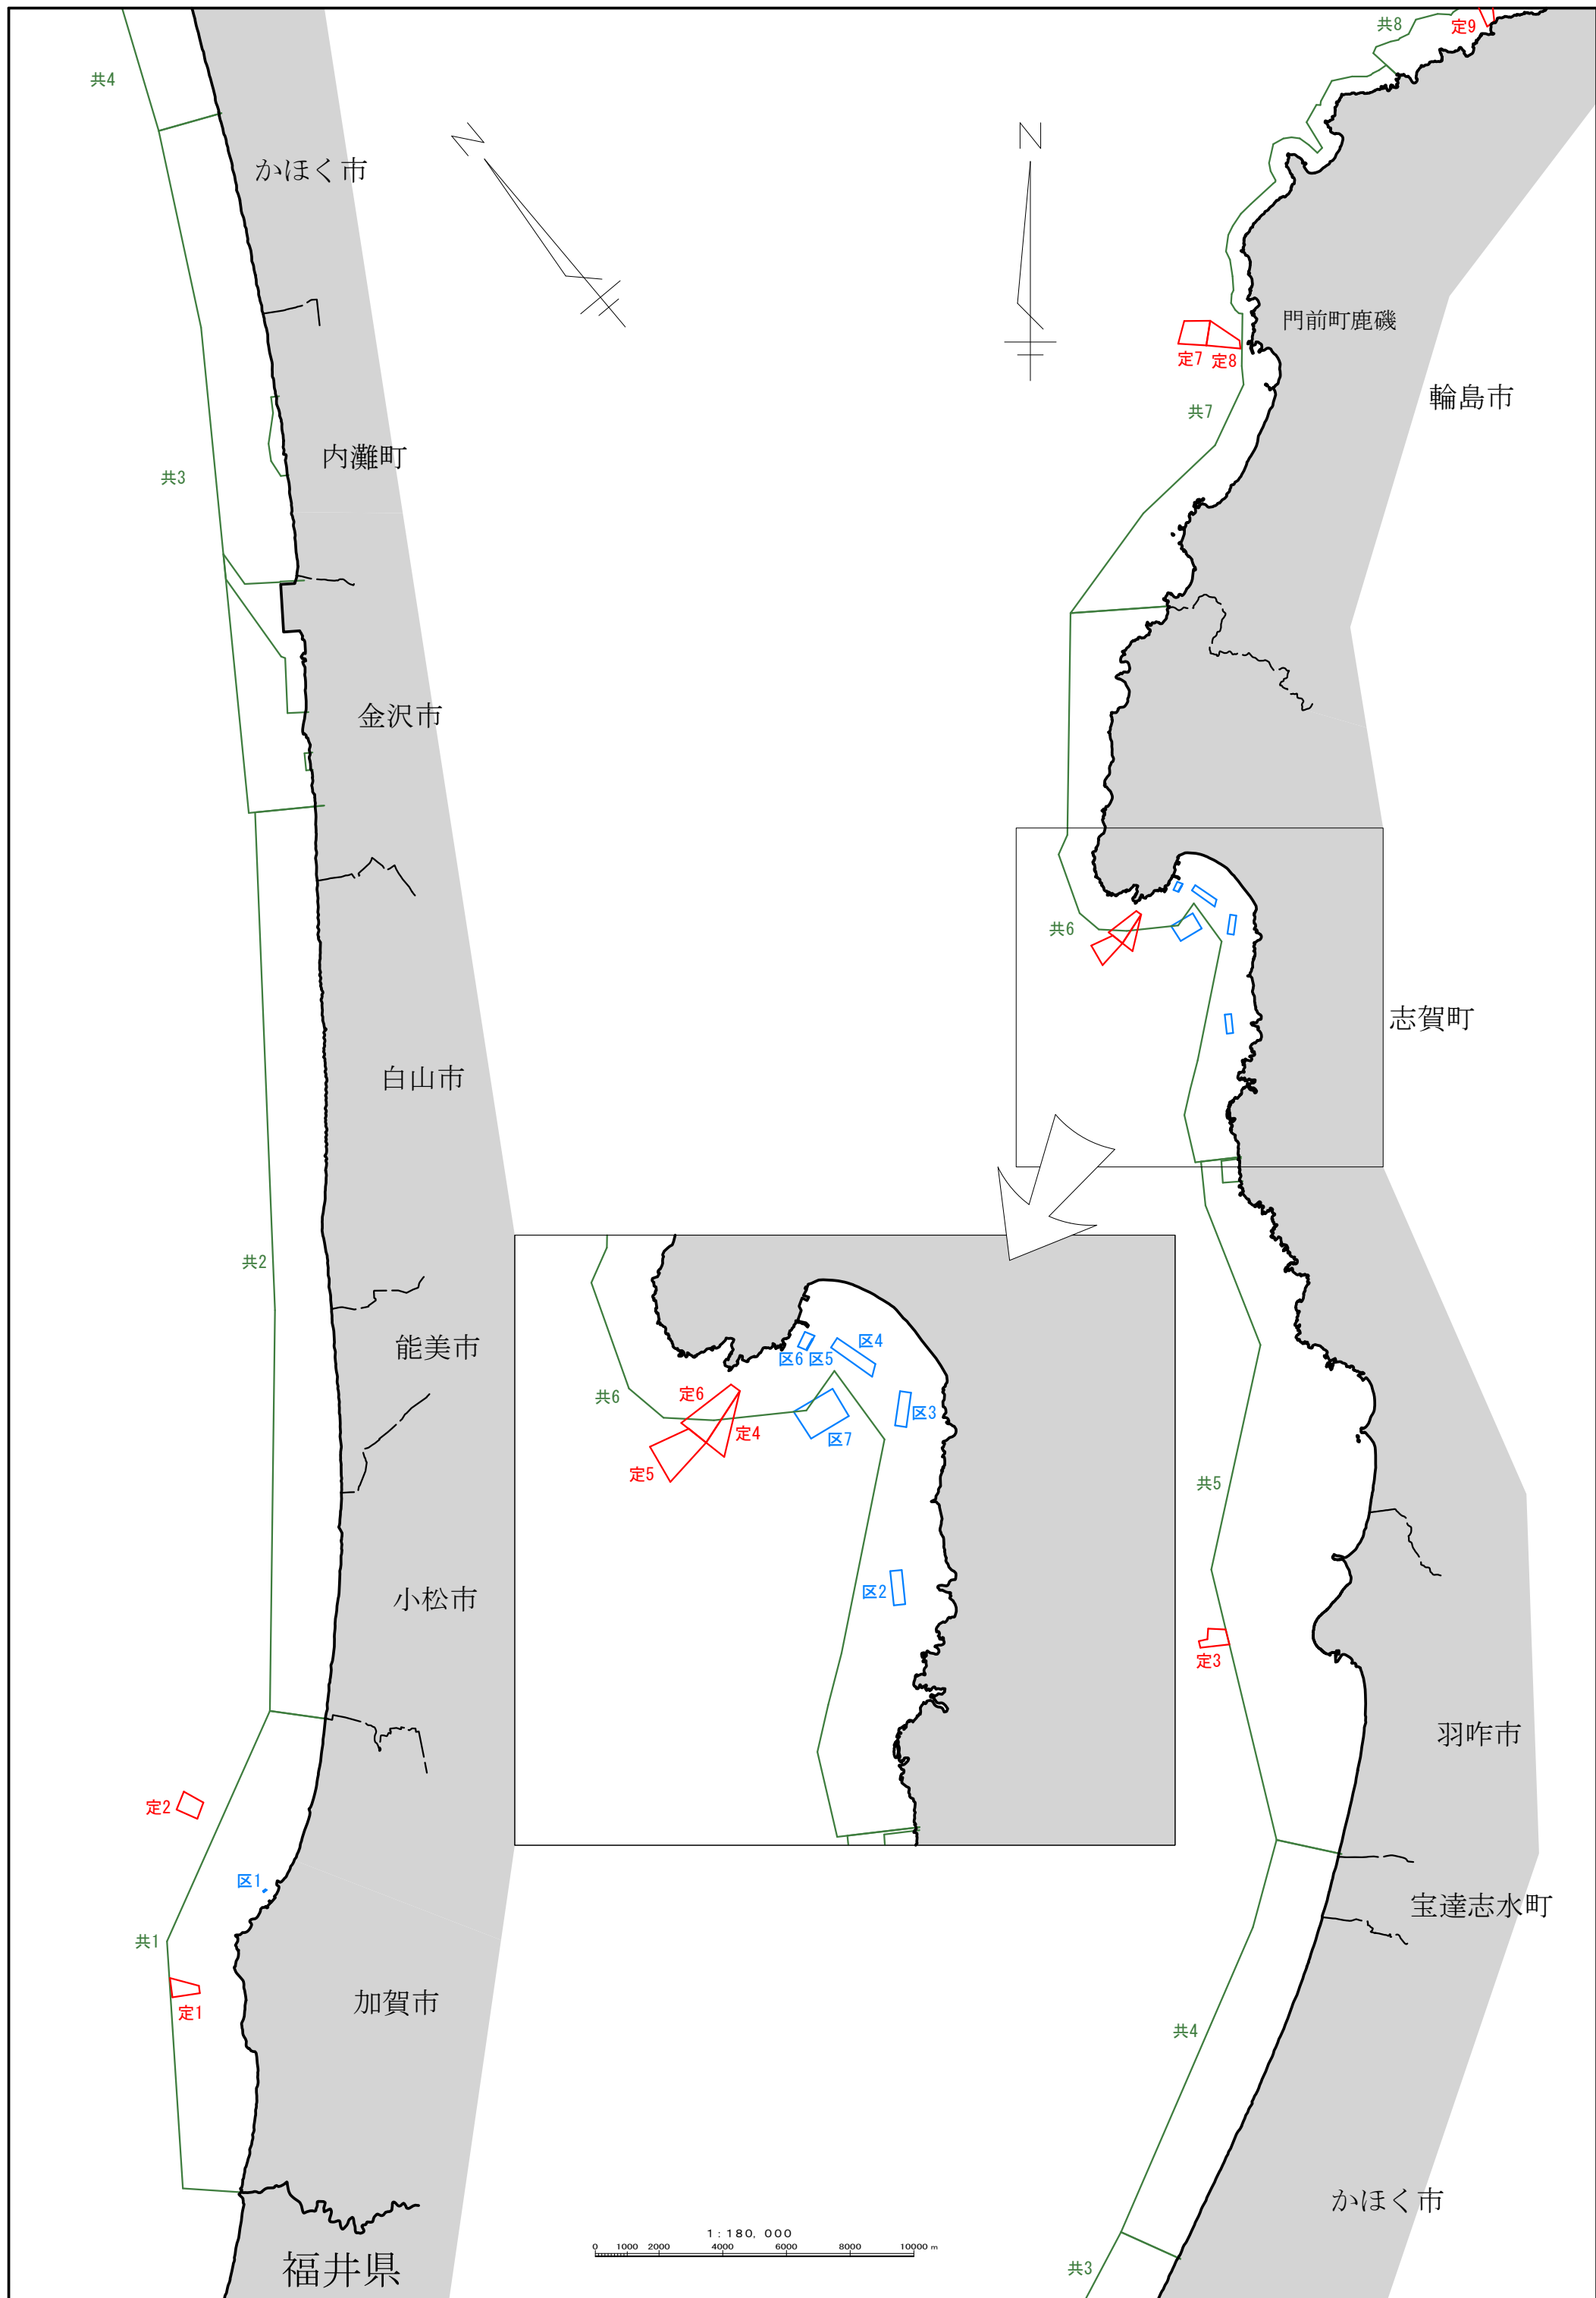 共8
定9
共4
N
N
かほく市
門前町鹿磯
定7
定8
輪島市
共7
内灘町
共3
金沢市
共6
志賀町
白山市
共2
能美市
区4
区6
区5
共6
定6
区3
定4
区7
定5
共5
区2
小松市
定3
羽咋市
定2
区1
宝達志水町
共1
加賀市
定1
共4
かほく市
1:180,000
0 1000 2000 4000 6000 8000 10000 m
福井県
共3